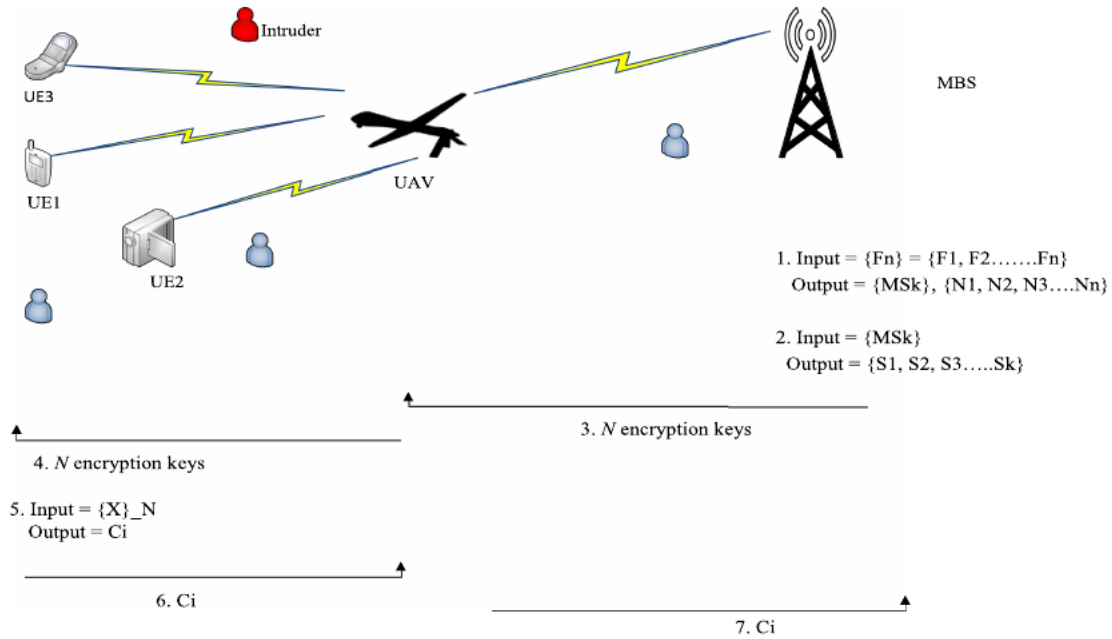 Intruder
UE3
MBS
UAV
UE1
UE2
1. Input = {Fn} = {F1, F2.......Fn}
Output = {MSk}, {N1, N2, N3....Nn}
2. Input = {MSk}
Output = {S1, S2, S3.....Sk}
3. N encryption keys
4. N encryption keys
5. Input = {X}_N
Output = Ci
6. Ci
7. Ci